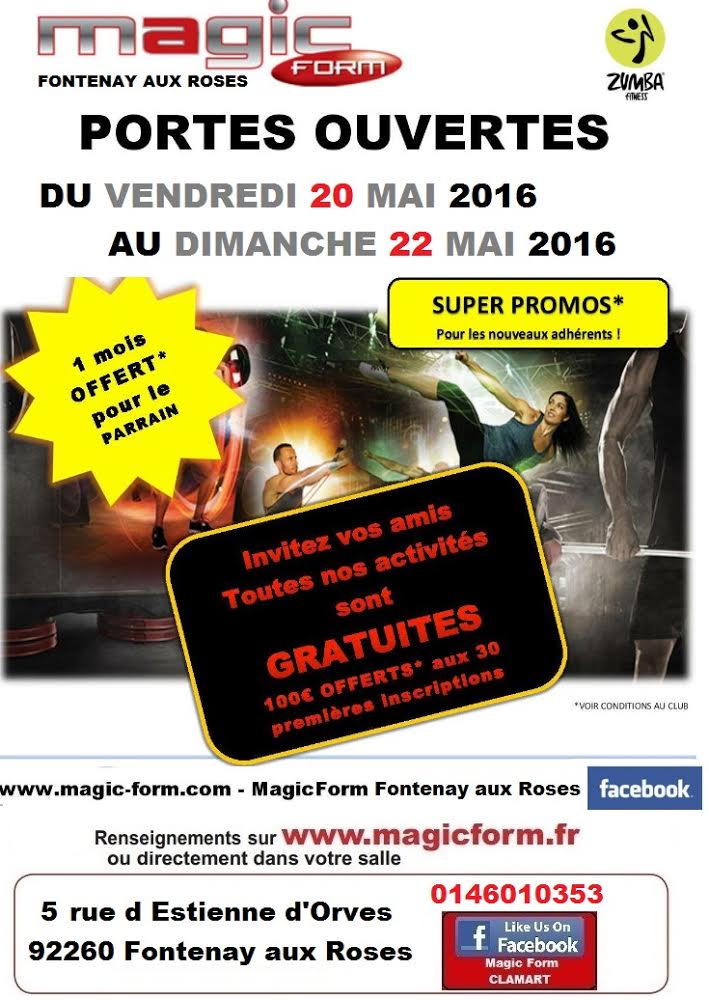 magic
FORM
FONTENAY AUX ROSES
ZUMBA
FITNESS
PORTES OUVERTES
DU VENDREDI 20 MAI 2016
AU DIMANCHE 22 MAI 2016
SUPER PROMOS*
Pour les nouveaux adhérents !
1 mois
OFFERT*
pour le
PARRAIN
Invitez vos amis
Toutes nos activités
sont
GRATUITES
100€ OFFERTS* aux 30
premières inscriptions
*VOIR CONDITIONS AU CLUB
www.magic-form.com - MagicForm Fontenay aux Roses
facebook
Renseignements sur www.magicform.fr
ou directement dans votre salle
0146010353
5 rue d Estienne d'Orves
92260 Fontenay aux Roses
f Like Us On
Facebook
Magic Form
CLAMART